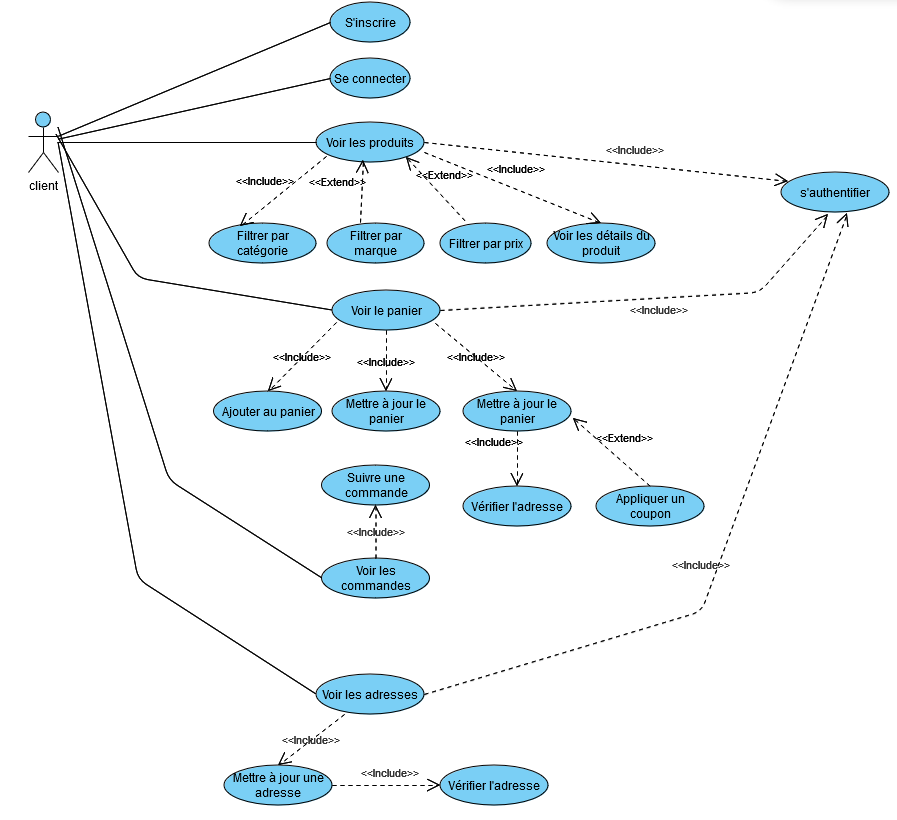 S'inscrire
Se connecter
client
Voir les produits
<<Include>>
s'authentifier
<<Include>>
<<Extend>>
<<Extend>>
<<Include>>
Filtrer par
catégorie
Filtrer par
marque
Filtrer par prix
Voir les détails du
produit
Voir le panier
<<Include>>
<<Include>>
<<Include>>
<<Include>>
Ajouter au panier
Mettre à jour le
panier
Mettre à jour le
panier
<<Include>>
<<Extend>>
Suivre une
commande
Vérifier l'adresse
Appliquer un
coupon
<<Include>>
Voir les
commandes
<<Include>>
Voir les adresses
<<Include>>
Mettre à jour une
adresse
<<Include>>
Vérifier l'adresse